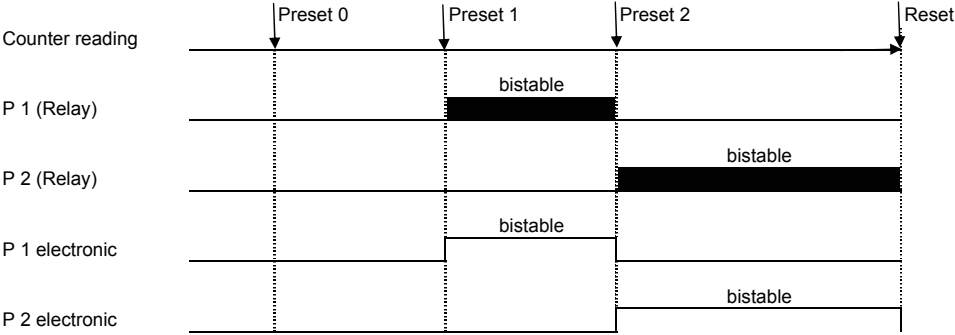 Preset 0 Preset 1 Preset 2 Reset
Counter reading
bistable
P 1 (Relay)
bistable
P 2 (Relay)
bistable
P 1 electronic
bistable
P 2 electronic